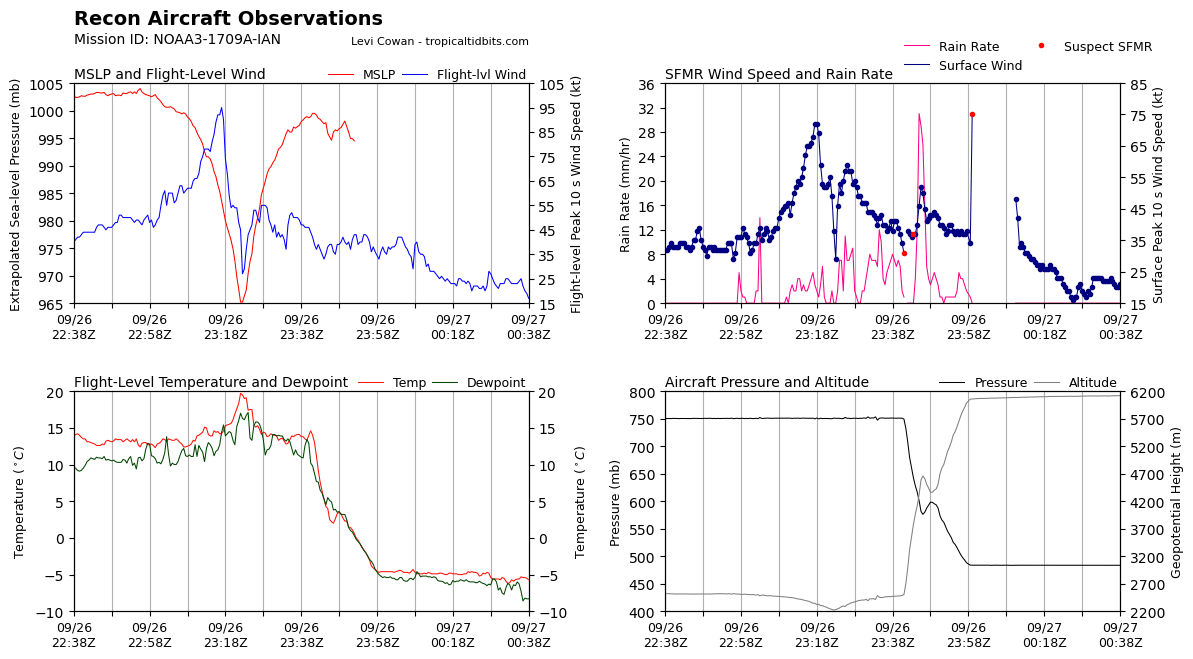 Recon Aircraft Observations
Mission ID: NOAA3-1709A-IAN
Levi Cowan - tropicaltidbits.com
MSLP and Flight-Level Wind
MSLP
Flight-lvl Wind
Extrapolated Sea-level Pressure (mb)
1005
1000
995
990
985
980
975
970
965
105
95
85
75
65
55
45
35
25
15
Flight-level Peak 10 s Wind Speed (kt)
09/26 09/26 09/26 09/26 09/26 09/27 09/27
22:38Z 22:58Z 23:18Z 23:38Z 23:58Z 00:18Z 00:38Z
Rain Rate
Suspect SFMR
Surface Wind
SFMR Wind Speed and Rain Rate
Rain Rate (mm/hr)
36
32
28
24
20
16
12
8
4
0
85
75
65
55
45
35
25
15
Surface Peak 10 s Wind Speed (kt)
09/26 09/26 09/26 09/26 09/26 09/27 09/27
22:38Z 22:58Z 23:18Z 23:38Z 23:58Z 00:18Z 00:38Z
Flight-Level Temperature and Dewpoint
Temp
Dewpoint
Temperature (°C)
20
15
10
5
0
−5
−10
20
15
10
5
0
−5
−10
Temperature (°C)
09/26 09/26 09/26 09/26 09/26 09/27 09/27
22:38Z 22:58Z 23:18Z 23:38Z 23:58Z 00:18Z 00:38Z
Aircraft Pressure and Altitude
Pressure
Altitude
Pressure (mb)
800
750
700
650
600
550
500
450
400
6200
5700
5200
4700
4200
3700
3200
2700
2200
Geopotential Height (m)
09/26 09/26 09/26 09/26 09/26 09/27 09/27
22:38Z 22:58Z 23:18Z 23:38Z 23:58Z 00:18Z 00:38Z